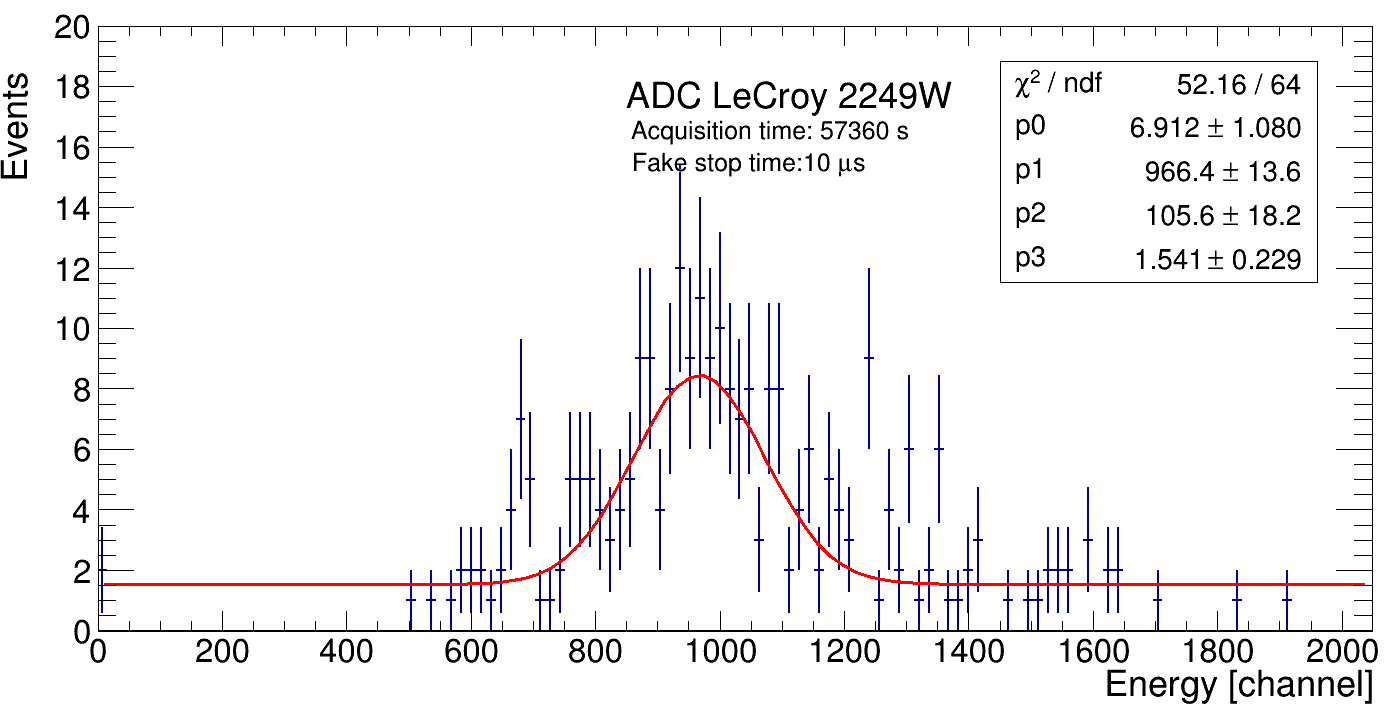 20
18
16
14
12
10
8
6
4
2
0
Events
ADC LeCroy 2249W
Acquisition time: 57360 s
Fake stop time:10 μs
χ² / ndf 52.16 / 64
p0 6.912 ± 1.080
p1 966.4 ± 13.6
p2 105.6 ± 18.2
p3 1.541 ± 0.229
0 200 400 600 800 1000 1200 1400 1600 1800 2000
Energy [channel]